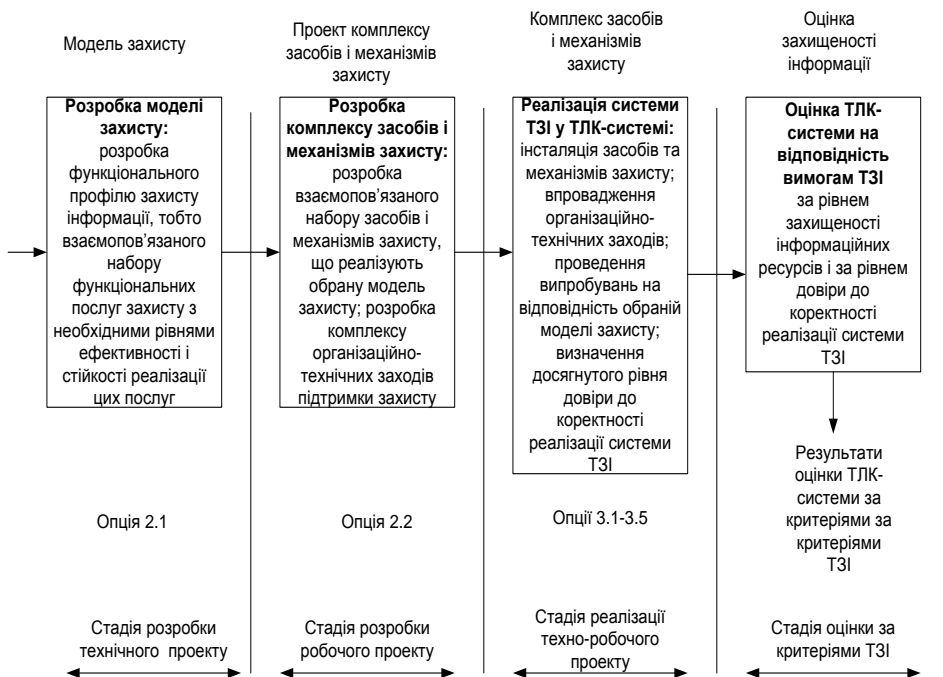 Модель захисту
Проект комплексу
засобів і механізмів
захисту
Комплекс засобів
і механізмів
захисту
Оцінка
захищеності
інформації
Розробка моделі
захисту:
розробка
функціонального
профілю захисту
інформації, тобто
взаємопов’язаного
набору
функціональних
послуг захисту з
необхідними рівнями
ефективності і
стійкості реалізації
цих послуг
Розробка
комплексу засобів і
механізмів захисту:
розробка
взаємопов’язаного
набору засобів і
механізмів захисту,
що реалізують
обрану модель
захисту; розробка
комплексу
організаційно-
технічних заходів
підтримки захисту
Реалізація системи
ТЗІ у ТЛК-системі:
інсталяція засобів та
механізмів захисту;
впровадження
організаційно-
технічних заходів;
проведення
випробувань на
відповідність обраній
моделі захисту;
визначення
досягнутого рівня
довіри до
коректності
реалізації системи
ТЗІ
Оцінка ТЛК-
системи на
відповідність
вимогам ТЗІ
за рівнем
захищеності
інформаційних
ресурсів і за рівнем
довіри до
коректності
реалізації системи
ТЗІ
Результати
оцінки ТЛК-
системи за
критеріями за
критеріями
ТЗІ
Опція 2.1
Опція 2.2
Опції 3.1-3.5
Стадія розробки
технічного проекту
Стадія розробки
робочого проекту
Стадія реалізації
техно-робочого
проекту
Стадія оцінки за
критеріями ТЗІ